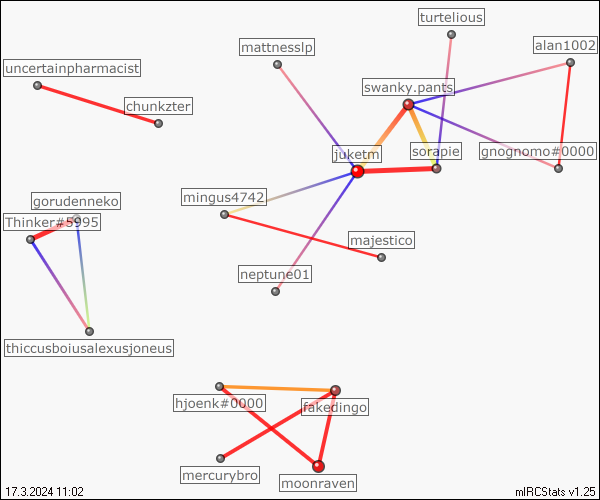 turtelious
mattnesslp
alan1002
uncertainpharmacist
swanky.pants
chunkzter
juketm
sorapie
gnognomo#0000
mingus4742
gorudenneko
Thinker#5995
majestico
neptune01
thiccusboiusalexusjoneus
hjoenk#0000
fakedingo
mercurybro
moonraven
17.3.2024 11:02
mIRCStats v1.25